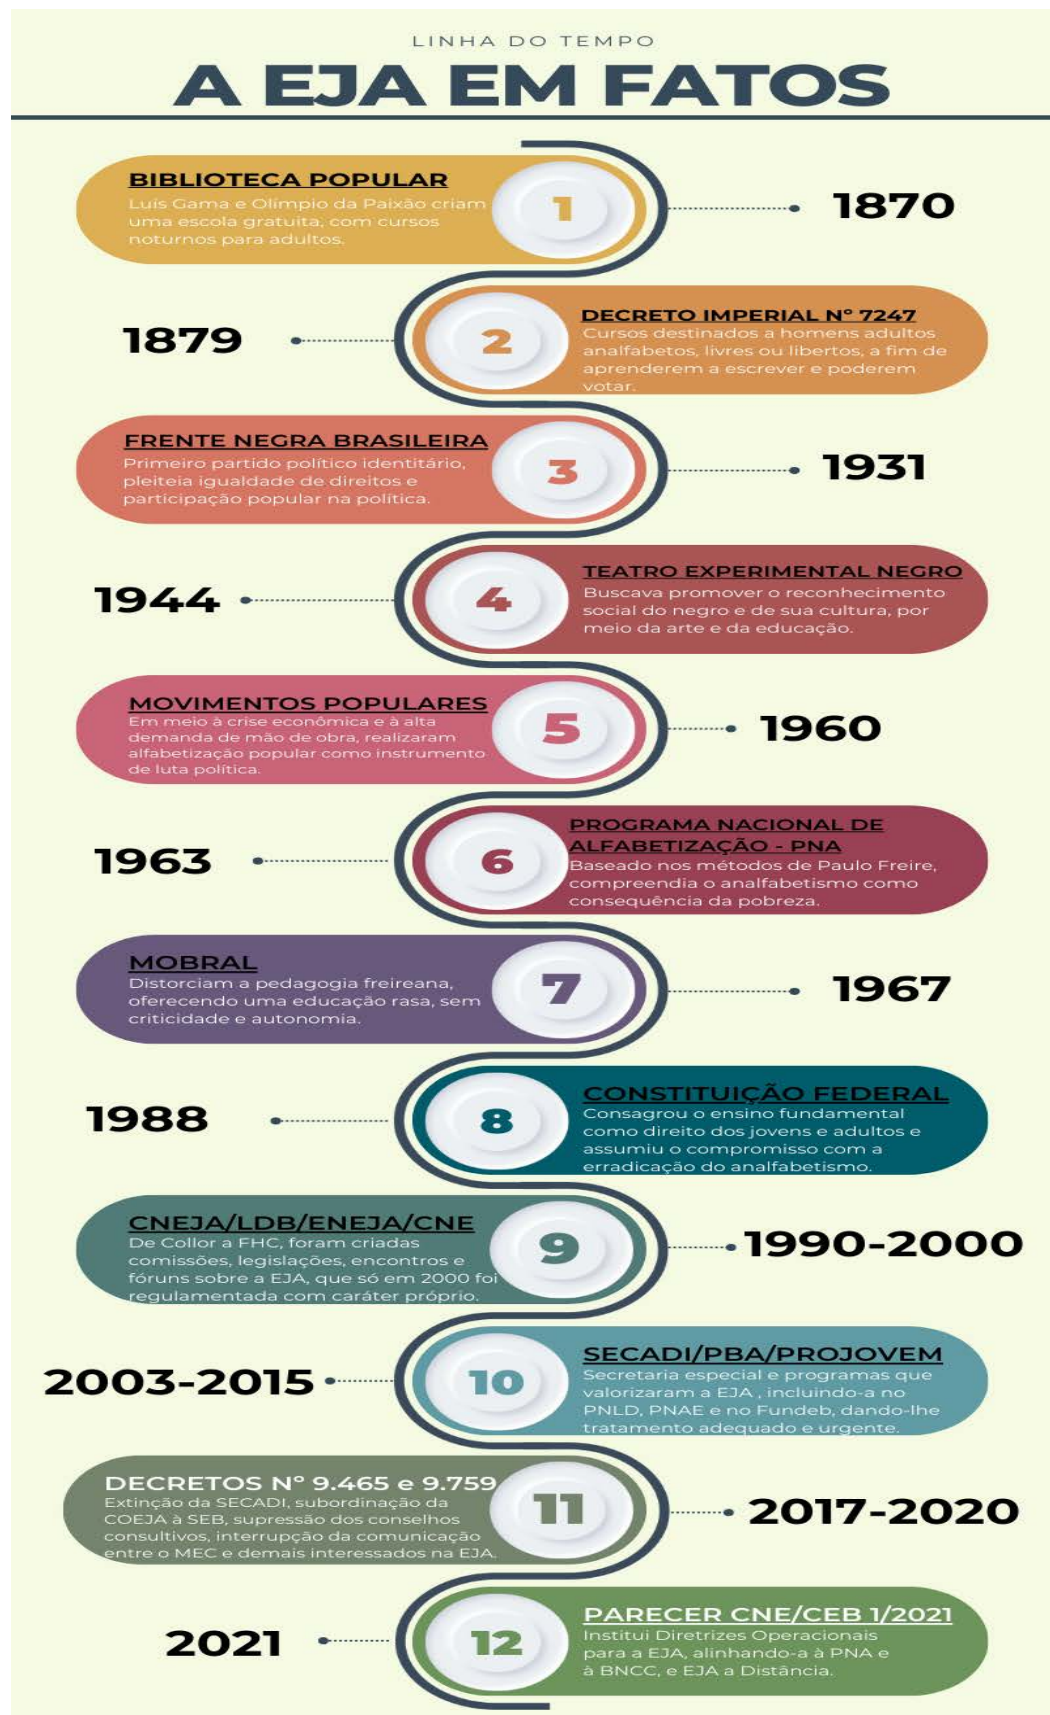 LINHA DO TEMPO
A EJA EM FATOS
BIBLIOTECA POPULAR
Luís Gama e Olímpio da Paixão criam
uma escola gratuita, com cursos
noturnos para adultos.
1
1870
1879
2
DECRETO IMPERIAL Nº 7247
Cursos destinados a homens adultos
analfabetos, livres ou libertos, a fim de
aprenderem a escrever e poderem
votar.
FRENTE NEGRA BRASILEIRA
Primeiro partido político identitário,
pleiteia igualdade de direitos e
participação popular na política.
3
1931
1944
4
TEATRO EXPERIMENTAL NEGRO
Buscava promover o reconhecimento
social do negro e de sua cultura, por
meio da arte e da educação.
MOVIMENTOS POPULARES
Em meio à crise econômica e à alta
demanda de mão de obra, realizaram
alfabetização popular como instrumento
de luta política.
5
1960
1963
6
PROGRAMA NACIONAL DE
ALFABETIZAÇÃO - PNA
Baseado nos métodos de Paulo Freire,
compreendia o analfabetismo como
consequência da pobreza.
MOBRAL
Distorciam a pedagogia freireana,
oferecendo uma educação rasa, sem
criticidade e autonomia.
7
1967
1988
8
CONSTITUIÇÃO FEDERAL
Consagrou o ensino fundamental
como direito dos jovens e adultos e
assumiu o compromisso com a
erradicação do analfabetismo.
CNEJA/LDB/ENEJA/CNE
De Collor a FHC, foram criadas
comissões, legislações, encontros e
fóruns sobre a EJA, que só em 2000 foi
regulamentada com caráter próprio.
9
1990-2000
2003-2015
10
SECADI/PBA/PROJOVEM
Secretaria especial e programas que
valorizaram a EJA , incluindo-a no
PNLD, PNAE e no Fundeb, dando-lhe
tratamento adequado e urgente.
DECRETOS Nº 9.465 e 9.759
Extinção da SECADI, subordinação da
COEJA à SEB, supressão dos conselhos
consultivos, interrupção da comunicação
entre o MEC e demais interessados na EJA.
11
2017-2020
2021
12
PARECER CNE/CEB 1/2021
Institui Diretrizes Operacionais
para a EJA, alinhando-a à PNA e
à BNCC, e EJA a Distância.